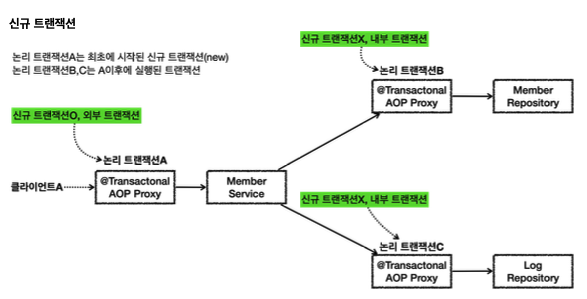 신규 트랜잭션
논리 트랜잭션A는 최초에 시작된 신규 트랜잭션(new)
논리 트랜잭션B,C는 A이후에 실행된 트랜잭션
신규 트랜잭션X, 내부 트랜잭션
논리 트랜잭션B
@Transactonal
AOP Proxy
Member
Repository
신규 트랜잭션O, 외부 트랜잭션
논리 트랜잭션A
클라이언트A
@Transactonal
AOP Proxy
Member
Service
신규 트랜잭션X, 내부 트랜잭션
논리 트랜잭션C
@Transactonal
AOP Proxy
Log
Repository